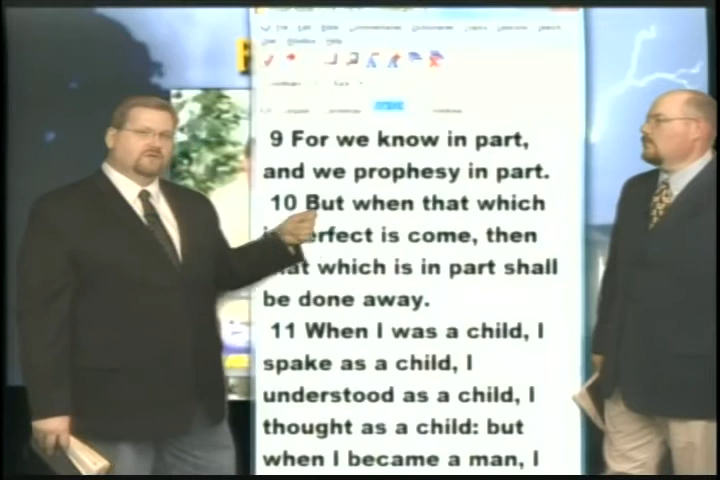 9 For we know in part,
and we prophesy in part.
10 But when that which
perfect is come, then
that which is in part shall
be done away.
11 When I was a child, I
spake as a child, I
understood as a child, I
thought as a child: but
when I became a man, I